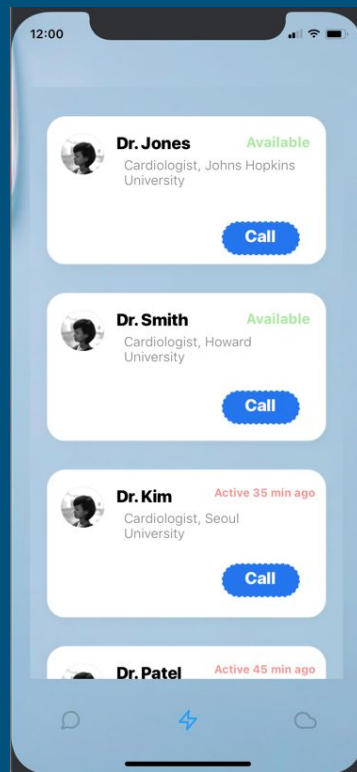 12:00
Dr. Jones
Available
Cardiologist, Johns Hopkins
University
Call
Dr. Smith
Available
Cardiologist, Howard
University
Call
Dr. Kim
Active 35 min ago
Cardiologist, Seoul
University
Call
Dr. Patel
Active 45 min ago